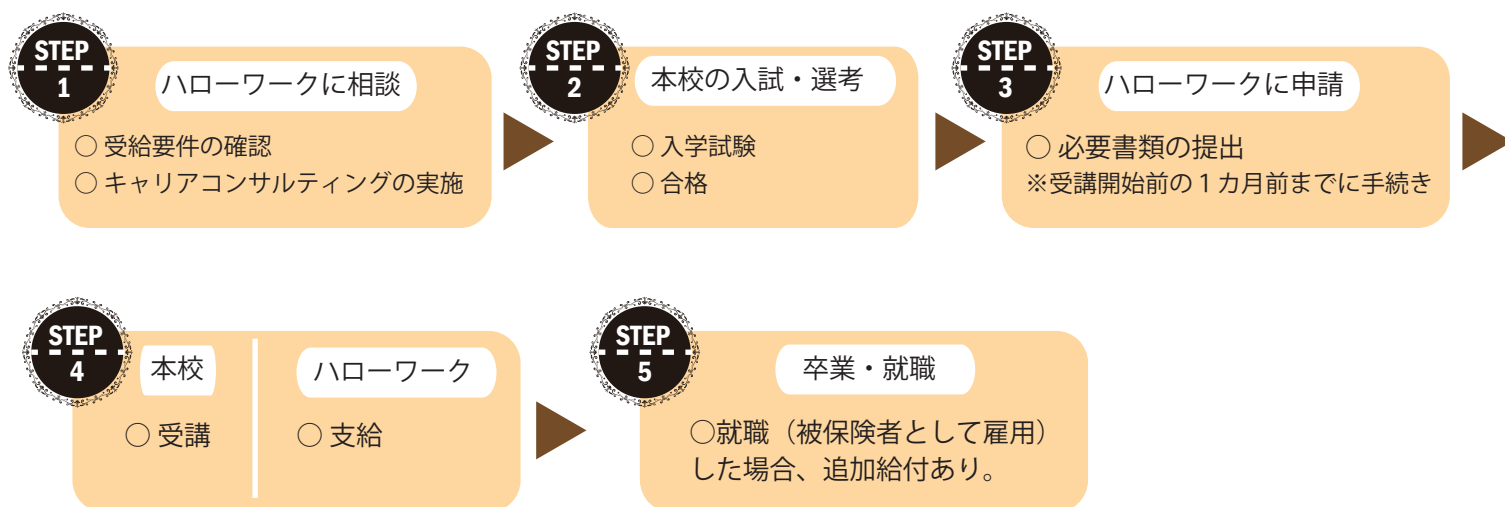 STEP
1
ハローワークに相談
○ 受給要件の確認
○ キャリアコンサルティングの実施
STEP
2
本校の入試・選考
○ 入学試験
○ 合格
STEP
3
ハローワークに申請
○ 必要書類の提出
※受講開始前の１カ月前までに手続き
STEP
4
本校
○ 受講
ハローワーク
○ 支給
STEP
5
卒業・就職
○就職（被保険者として雇用）
した場合、追加給付あり。